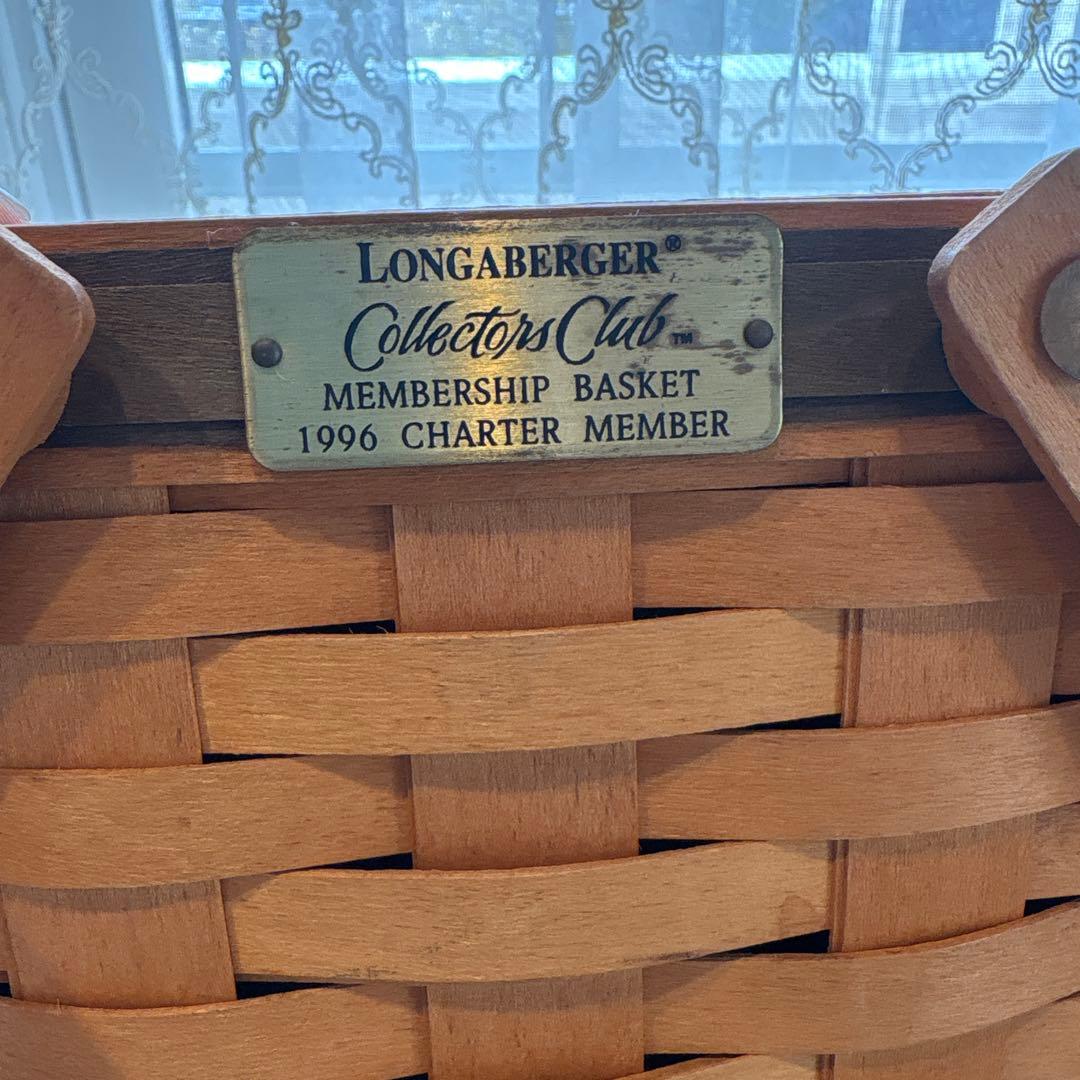 LONGABERGER®
Collectors Club™
MEMBERSHIP BASKET
1996 CHARTER MEMBER